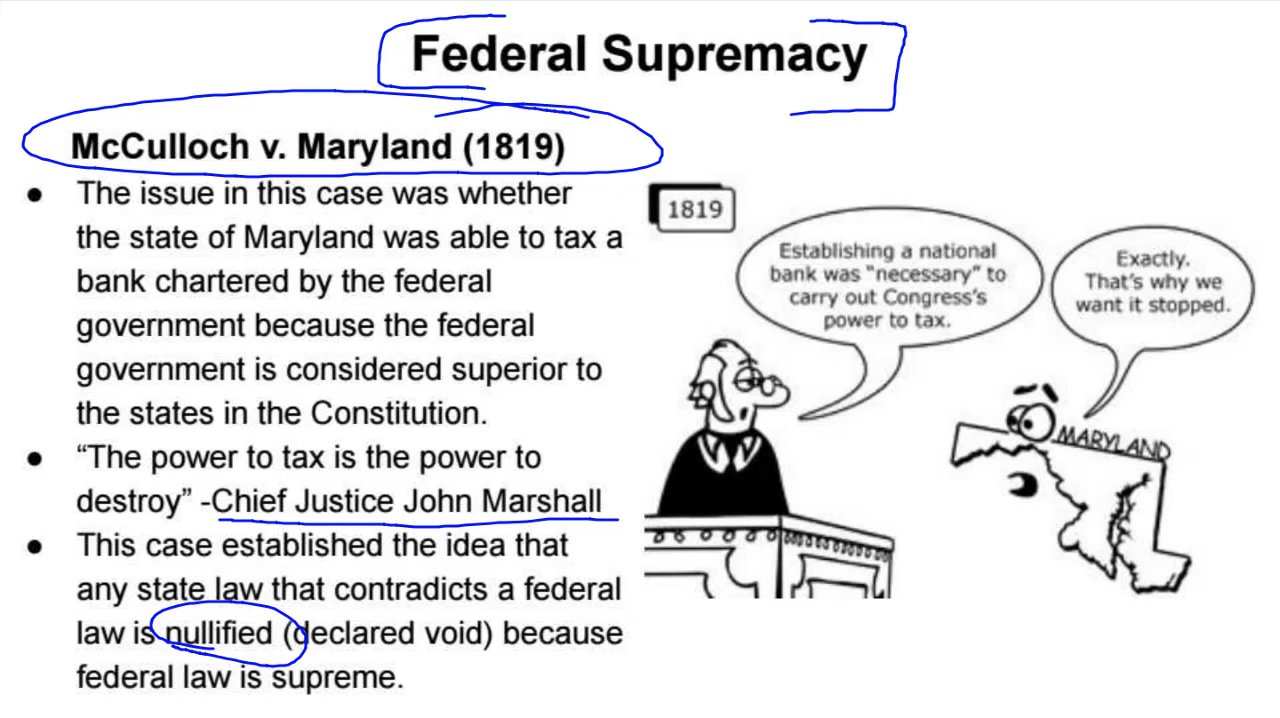 Federal Supremacy
McCulloch v. Maryland (1819)
● The issue in this case was whether
the state of Maryland was able to tax a
bank chartered by the federal
government because the federal
government is considered superior to
the states in the Constitution.
● “The power to tax is the power to
destroy” -Chief Justice John Marshall
● This case established the idea that
any state law that contradicts a federal
law is nullified (declared void) because
federal law is supreme.
1819
Establishing a national
bank was “necessary” to
carry out Congress’s
power to tax.
Exactly.
That’s why we
want it stopped.
MARYLAND